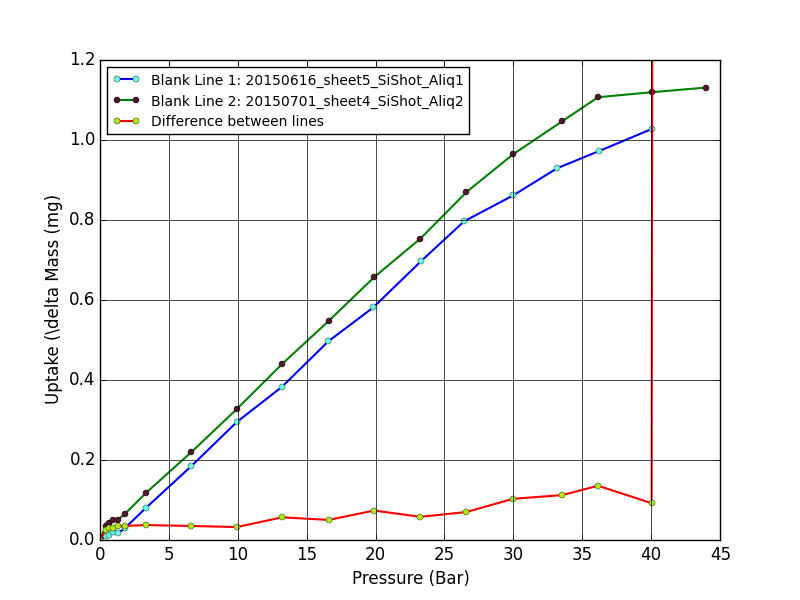 Blank Line 1: 20150616_sheet5_SiShot_Aliq1
Blank Line 2: 20150701_sheet4_SiShot_Aliq2
Difference between lines
Uptake (\delta Mass (mg)
1.2
1.0
0.8
0.6
0.4
0.2
0.0
0 5 10 15 20 25 30 35 40 45
Pressure (Bar)